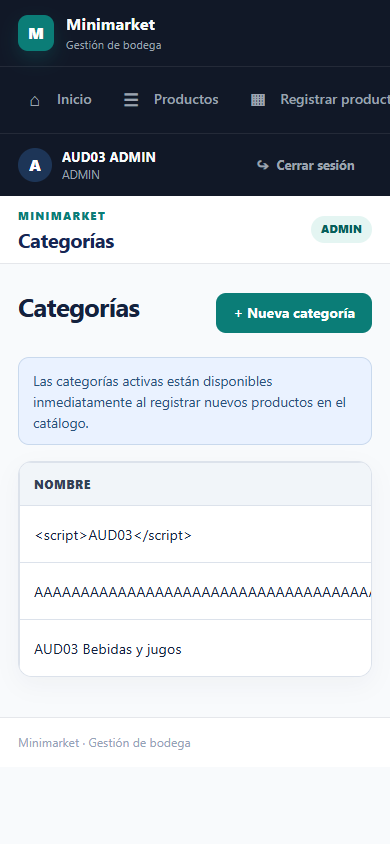 M
Minimarket
Gestión de bodega
Inicio
Productos
Registrar product
A
AUD03 ADMIN
ADMIN
Cerrar sesión
MINIMARKET
Categorías
ADMIN
Categorías
+ Nueva categoría
Las categorías activas están disponibles
inmediatamente al registrar nuevos productos en el
catálogo.
NOMBRE
<script>AUD03</script>
AAAAAAAAAAAAAAAAAAAAAAAAAAAAAAAAAAAAAA
AUD03 Bebidas y jugos
Minimarket · Gestión de bodega